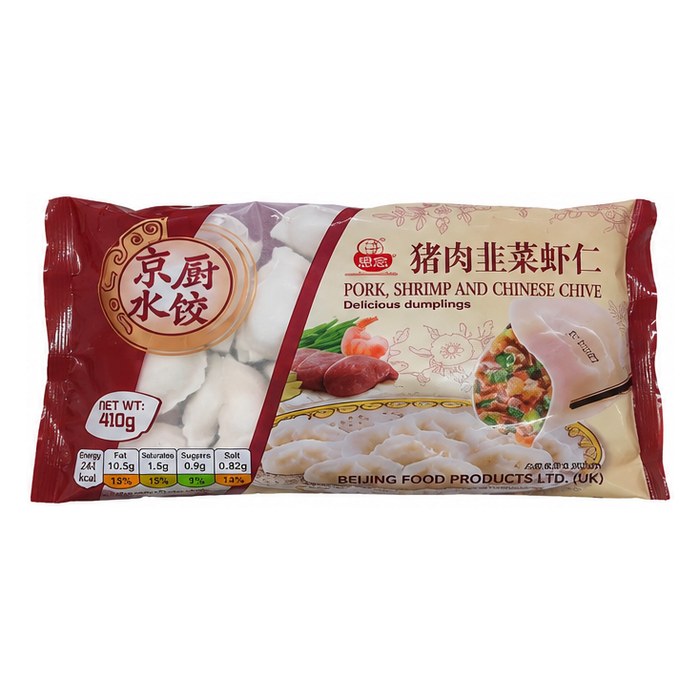 京厨
水饺
思念
猪肉韭菜虾仁
PORK, SHRIMP AND CHINESE CHIVE
Delicious dumplings
NET WT:
410g
Energy Fat Saturates Sugars Salt
10.5g 1.5g 0.9g 0.82g
kcal 15%
BEIJING FOOD PRODUCTS LTD. (UK)